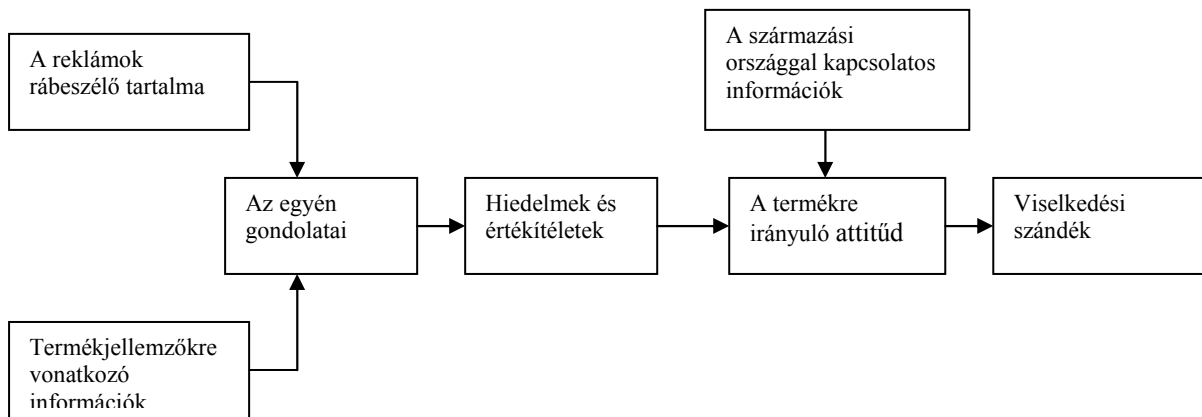 A reklámok
rábeszélő tartalma
A származási
országgal kapcsolatos
információk
Az egyén
gondolatai
Hiedelmek és
értékítéletek
A termékre
irányuló attitűd
Viselkedési
szándék
Termékjellemzőkre
vonatkozó
információk